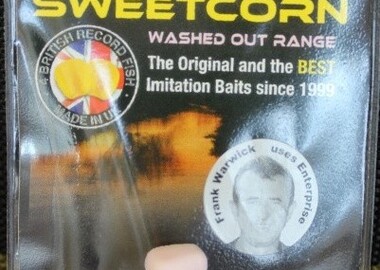 SWEETCORN
WASHED OUT RANGE
The Original and the BEST
Imitation Baits since 1999
4 BRITISH RECORD FISH
MADE IN UK
Frank Warwick uses Enterprise